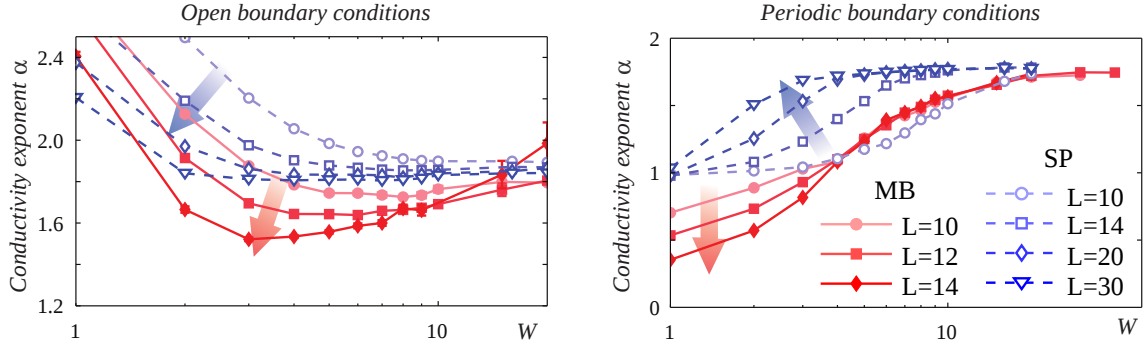 Open boundary conditions
Conductivity exponent α
2.4
2.0
1.6
1.2
1
10
W
Periodic boundary conditions
Conductivity exponent α
2
1
0
1
10
W
MB
L=10
L=12
L=14
SP
L=10
L=14
L=20
L=30